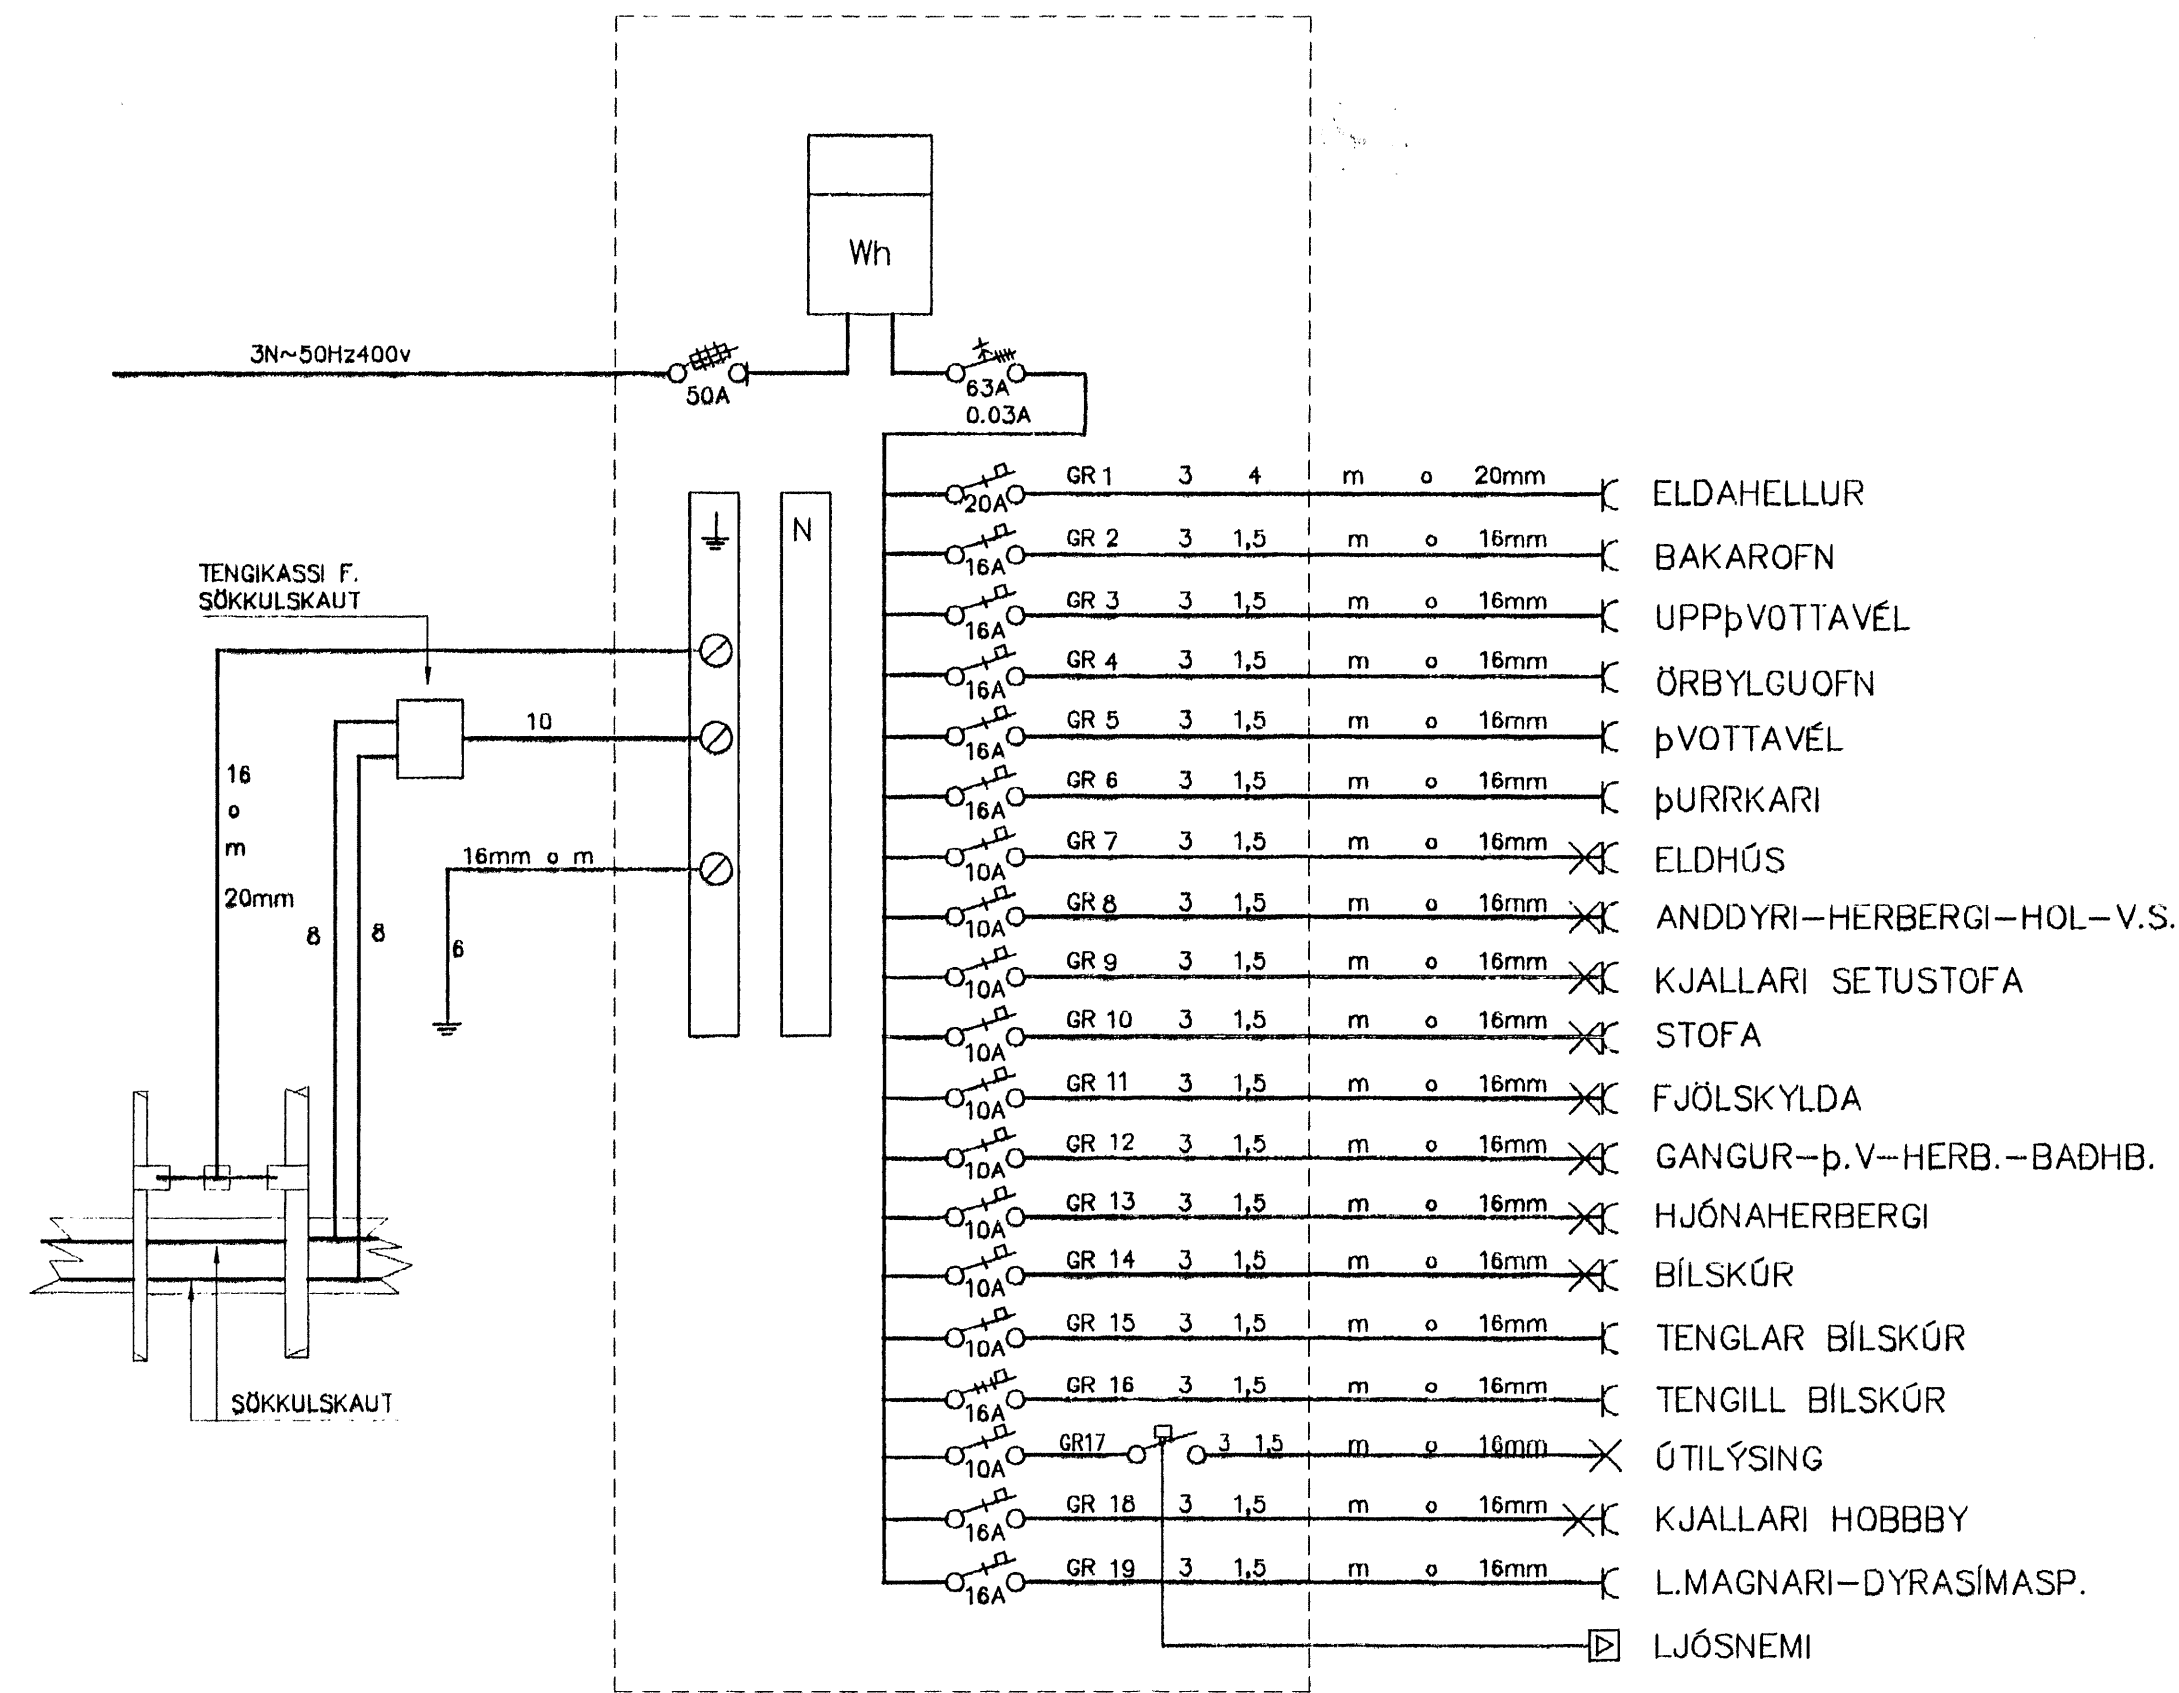 Wh
3N~50Hz400v
50A
63A
0.03A
GR 1 3 4 m o 20mm
20A
ELDAHELLUR
N
GR 2 3 1,5 m o 16mm
16A
BAKAROFN
TENGIKASSI F.
SÖKKULSKAUT
GR 3 3 1,5 m o 16mm
16A
UPPÞVOTTAVÉL
GR 4 3 1,5 m o 16mm
16A
ÖRBYLGUOFN
10
GR 5 3 1,5 m o 16mm
16A
ÞVOTTAVÉL
16
o
m
20mm
GR 6 3 1,5 m o 16mm
16A
ÞURRKARI
16mm o m
GR 7 3 1,5 m o 16mm
10A
ELDHÚS
8
8
6
GR 8 3 1,5 m o 16mm
10A
ANDDYRI-HERBERGI-HOL-V.S.
GR 9 3 1,5 m o 16mm
10A
KJALLARI SETUSTOFA
GR 10 3 1,5 m o 16mm
10A
STOFA
GR 11 3 1,5 m o 16mm
10A
FJÖLSKYLDA
GR 12 3 1,5 m o 16mm
10A
GANGUR-Þ.V-HERB.-BAÐHB.
GR 13 3 1,5 m o 16mm
10A
HJÓNAHERBERGI
GR 14 3 1,5 m o 16mm
10A
BÍLSKÚR
GR 15 3 1,5 m o 16mm
10A
TENGLAR BÍLSKÚR
SÖKKULSKAUT
GR 16 3 1,5 m o 16mm
16A
TENGILL BÍLSKÚR
GR17 3 1,5 m o 16mm
10A
ÚTILÝSING
GR 18 3 1,5 m o 16mm
16A
KJALLARI HOBBBY
GR 19 3 1,5 m o 16mm
16A
L.MAGNARI-DYRASÍMASP.
LJÓSNEMI